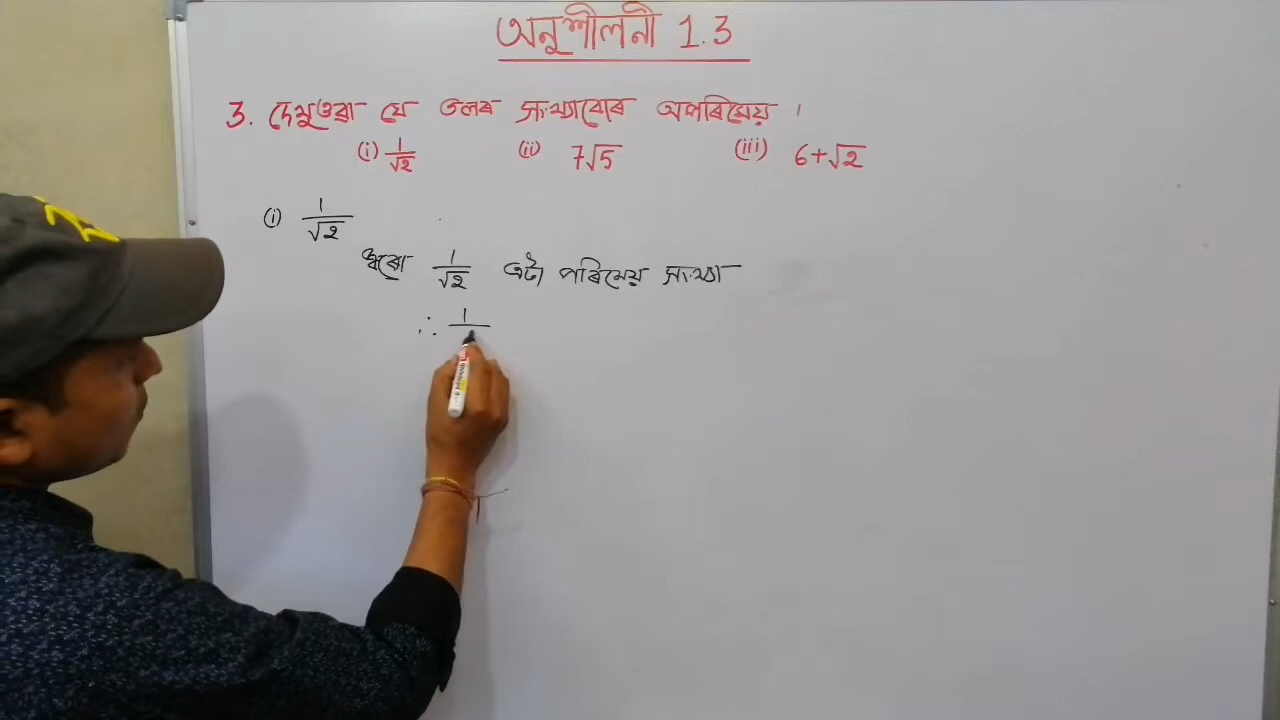 অনুশীলনী 1.3
3. দেখুওৱা যে তলৰ সংখ্যাবোৰ অপৰিমেয় ।
(i) 1/√2 (ii) 7√5 (iii) 6+√2
(i) 1/√2
ধৰো 1/√2 এটা পৰিমেয় সংখ্যা
∴ 1/